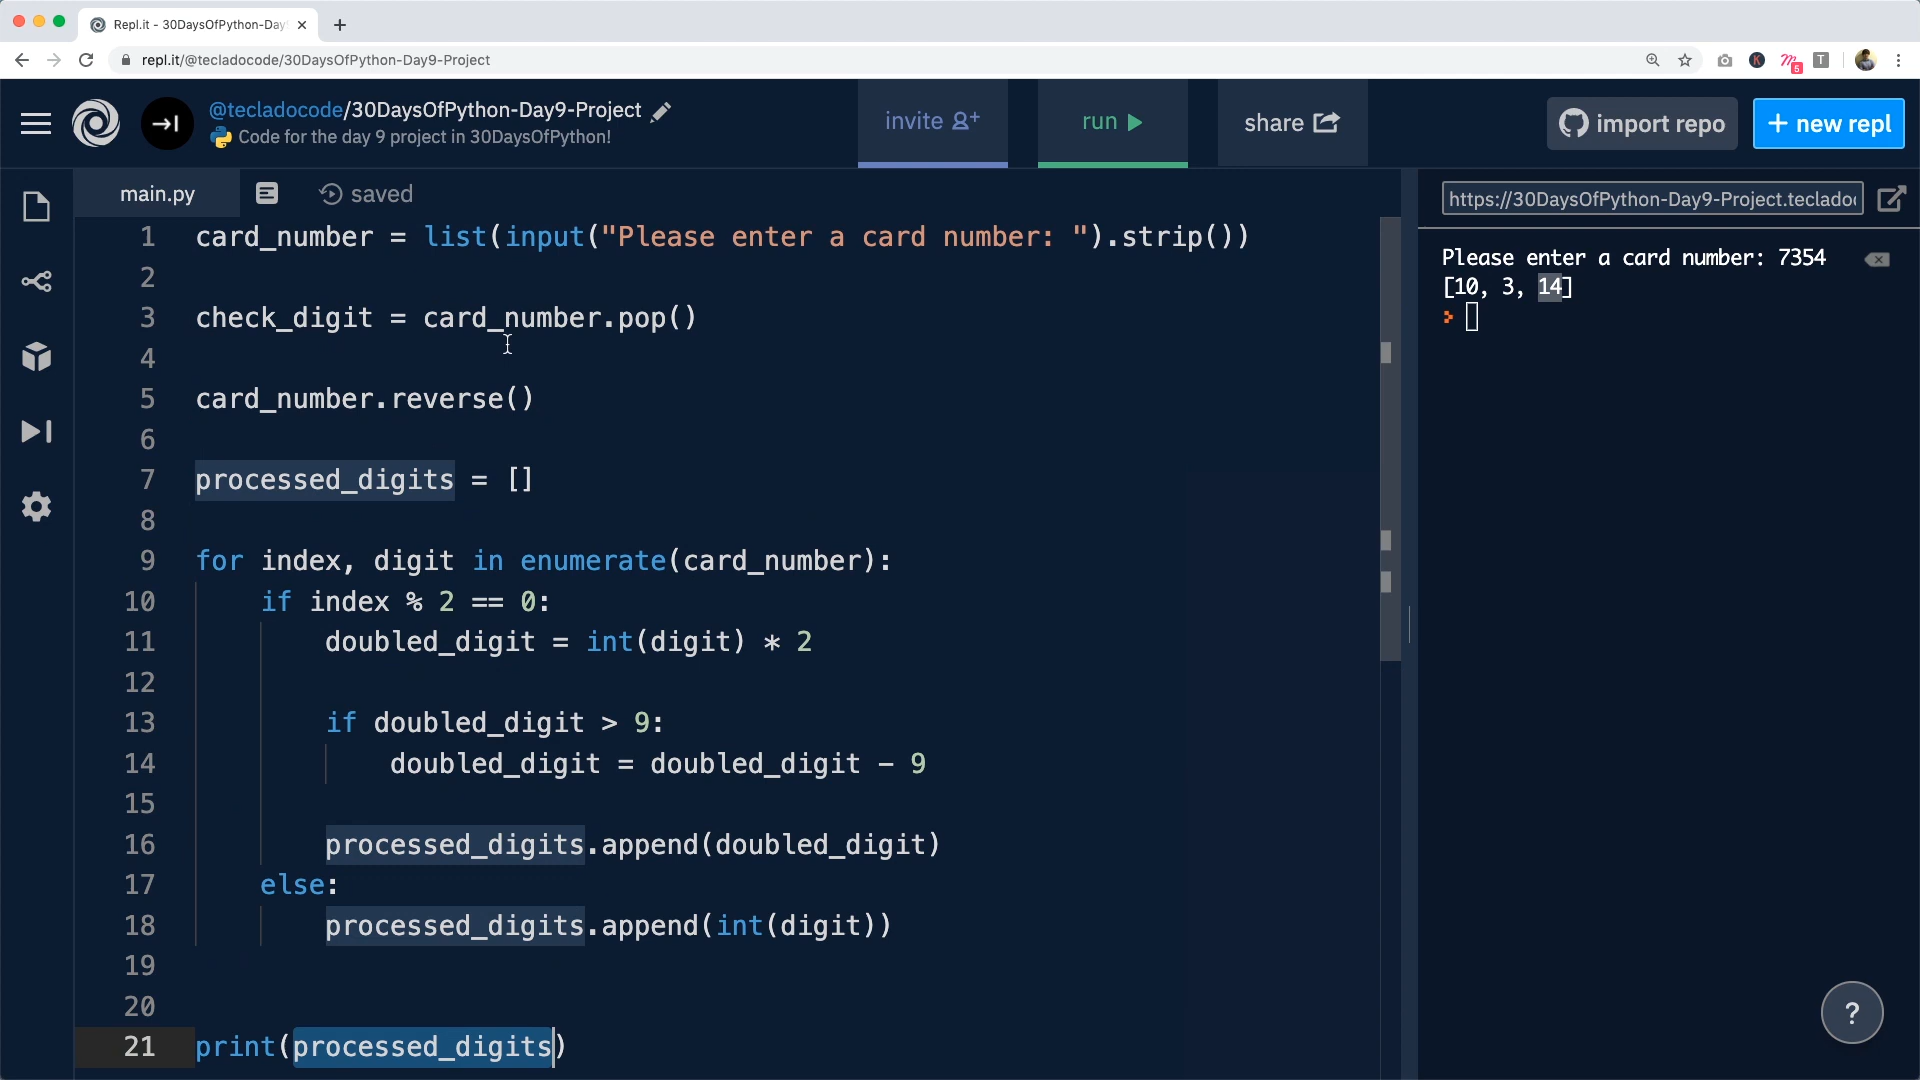 Repl.it - 30DaysOfPython-Day
repl.it/@tecladocode/30DaysOfPython-Day9-Project
5
T
K
@tecladocode/30DaysOfPython-Day9-Project
Code for the day 9 project in 30DaysOfPython!
invite
run
share
import repo
+ new repl
main.py
saved
https://30DaysOfPython-Day9-Project.teclado
1 card_number = list(input("Please enter a card number: ").strip())
2
3 check_digit = card_number.pop()
4
5 card_number.reverse()
6
7 processed_digits = []
8
9 for index, digit in enumerate(card_number):
10 if index % 2 == 0:
11 doubled_digit = int(digit) * 2
12
13 if doubled_digit > 9:
14 doubled_digit = doubled_digit - 9
15
16 processed_digits.append(doubled_digit)
17 else:
18 processed_digits.append(int(digit))
19
20
21 print(processed_digits)
Please enter a card number: 7354
[10, 3, 14]
?